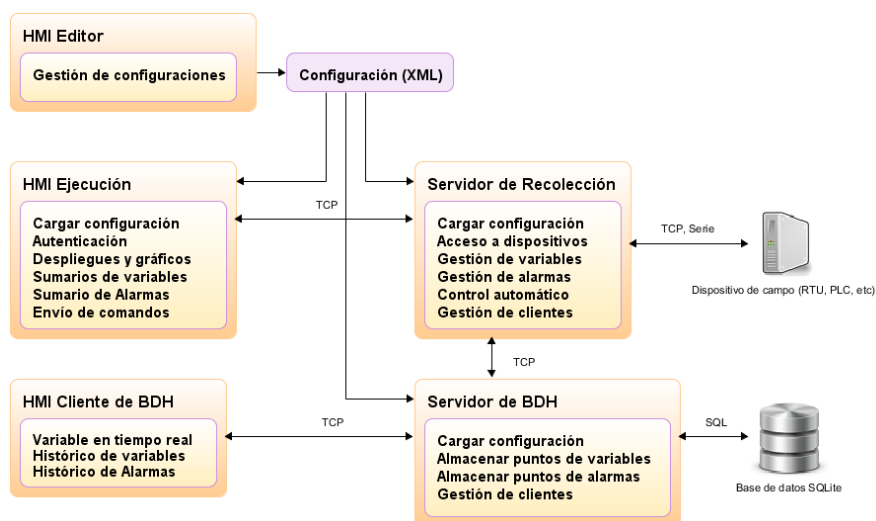 HMI Editor
Gestión de configuraciones
Configuración (XML)
HMI Ejecución
Cargar configuración
Autenticación
Despliegues y gráficos
Sumarios de variables
Sumario de Alarmas
Envío de comandos
TCP
Servidor de Recolección
Cargar configuración
Acceso a dispositivos
Gestión de variables
Gestión de alarmas
Control automático
Gestión de clientes
TCP, Serie
Dispositivo de campo (RTU, PLC, etc)
TCP
HMI Cliente de BDH
Variable en tiempo real
Histórico de variables
Histórico de Alarmas
TCP
Servidor de BDH
Cargar configuración
Almacenar puntos de variables
Almacenar puntos de alarmas
Gestión de clientes
SQL
Base de datos SQLite